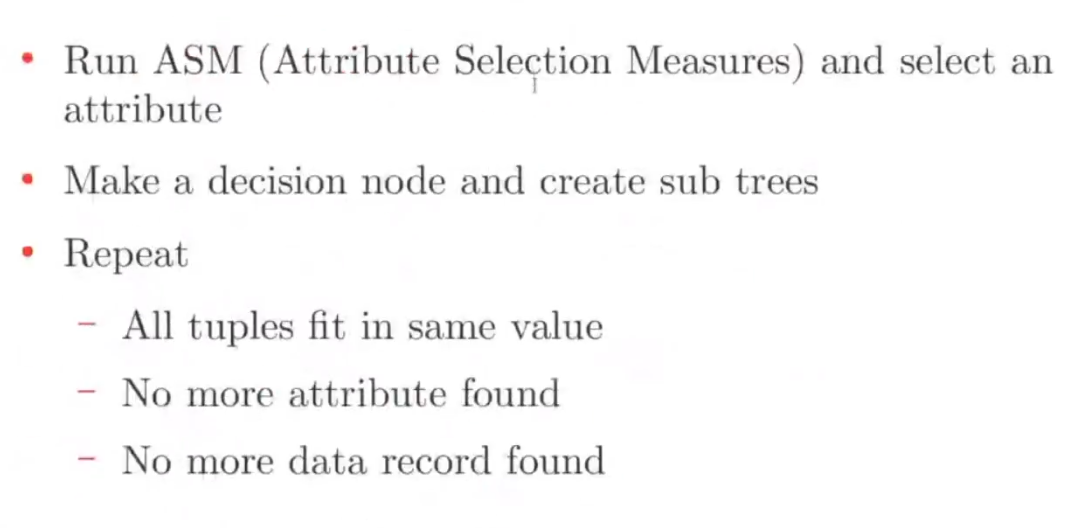 • Run ASM (Attribute Selection Measures) and select an
attribute
• Make a decision node and create sub trees
• Repeat
– All tuples fit in same value
– No more attribute found
– No more data record found